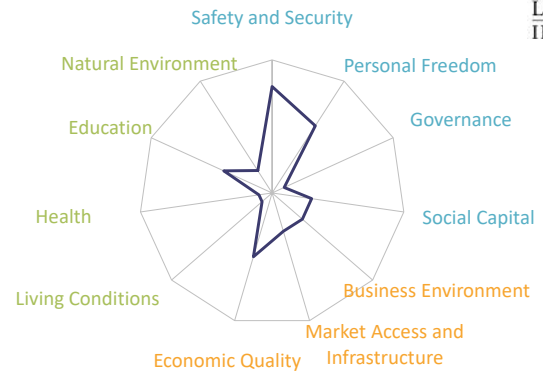 Safety and Security
Natural Environment
Personal Freedom
Education
Governance
Health
Social Capital
Living Conditions
Business Environment
Economic Quality
Market Access and
Infrastructure